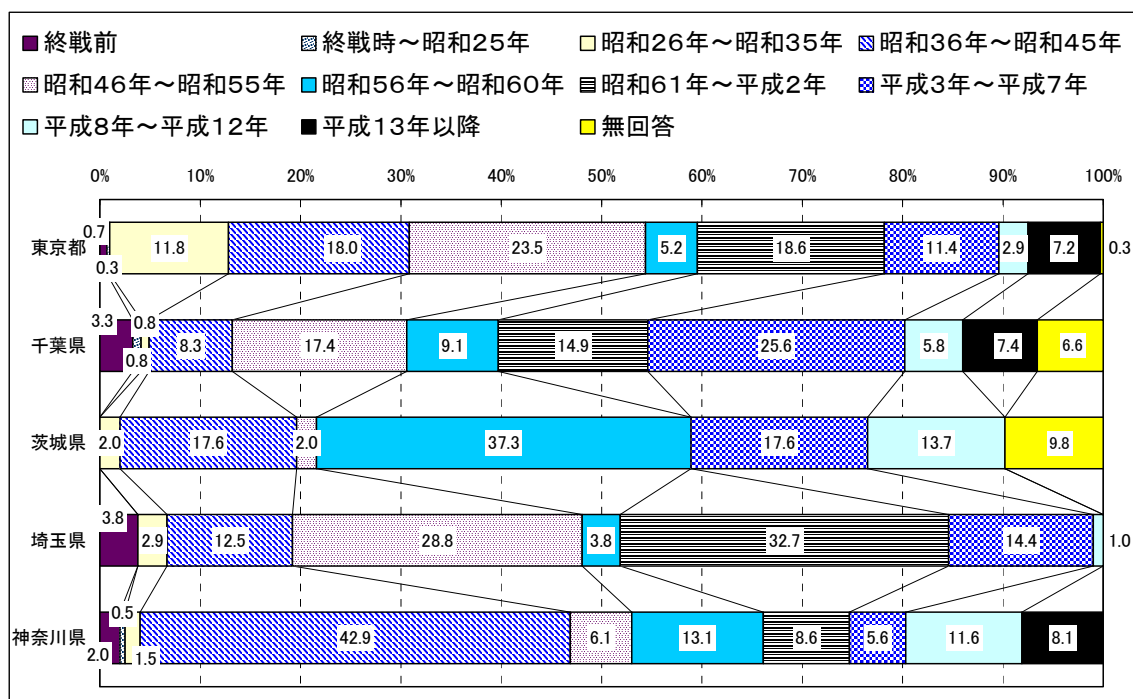 終戦前 終戦時～昭和25年 昭和26年～昭和35年 昭和36年～昭和45年
昭和46年～昭和55年 昭和56年～昭和60年 昭和61年～平成2年 平成3年～平成7年
平成8年～平成12年 平成13年以降 無回答
0% 10% 20% 30% 40% 50% 60% 70% 80% 90% 100%
東京都 0.7 0.3 11.8 18.0 23.5 5.2 18.6 11.4 2.9 7.2 0.3
千葉県 3.3 0.8 0.8 8.3 17.4 9.1 14.9 25.6 5.8 7.4 6.6
茨城県 2.0 17.6 2.0 37.3 17.6 13.7 9.8
埼玉県 3.8 2.9 12.5 28.8 3.8 32.7 14.4 1.0
神奈川県 2.0 0.5 1.5 42.9 6.1 13.1 8.6 5.6 11.6 8.1